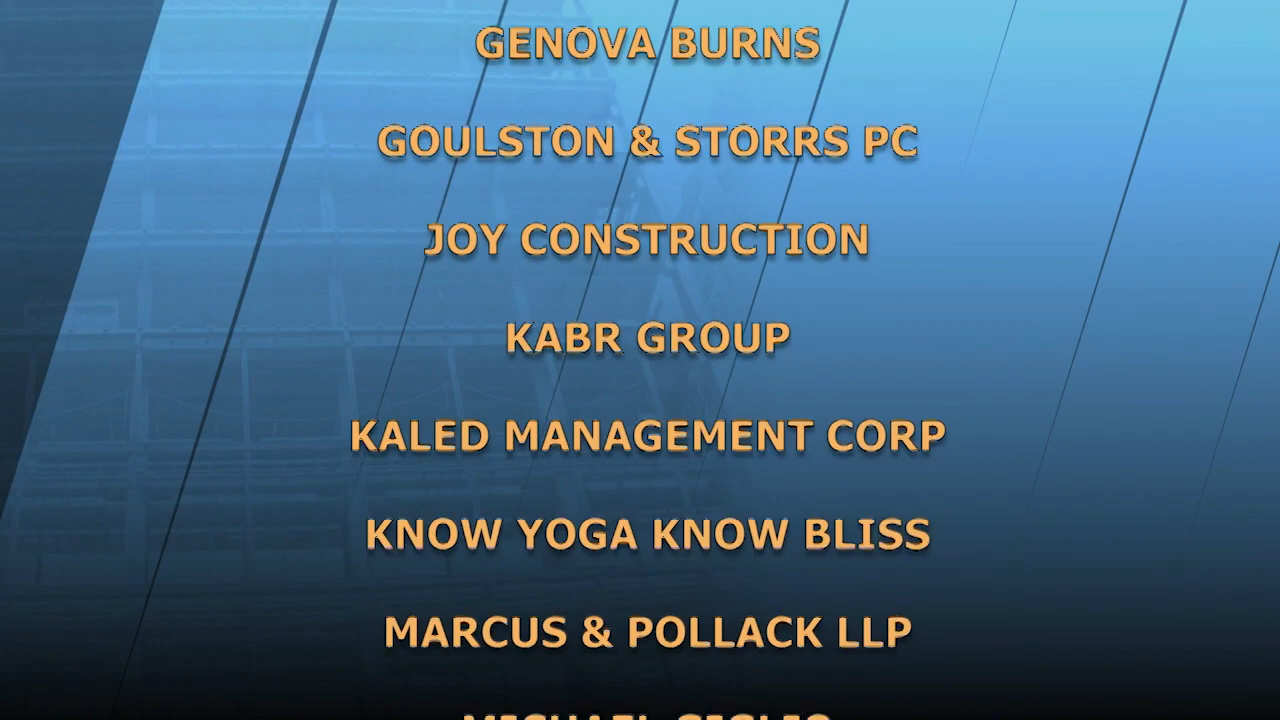 GENOVA BURNS
GOULSTON & STORRS PC
JOY CONSTRUCTION
KABR GROUP
KALED MANAGEMENT CORP
KNOW YOGA KNOW BLISS
MARCUS & POLLACK LLP
MICHAEL